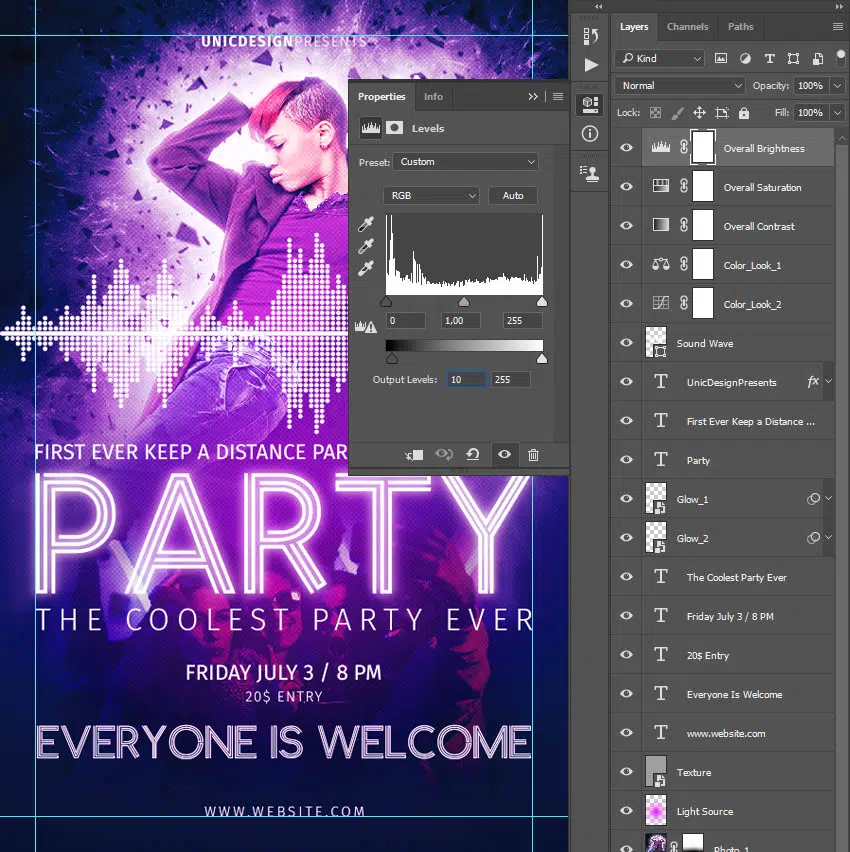 UNICDESIGNPRESENTS
FIRST EVER KEEP A DISTANCE PAR
PARTY
THE COOLEST PARTY EVER
FRIDAY JULY 3 / 8 PM
20$ ENTRY
EVERYONE IS WELCOME
WWW.WEBSITE.COM
Properties Info
Levels
Preset: Custom
RGB Auto
0 1,00 255
Output Levels: 10 255
Layers Channels Paths
Kind
Normal Opacity: 100%
Lock: Fill: 100%
Overall Brightness
Overall Saturation
Overall Contrast
Color_Look_1
Color_Look_2
Sound Wave
T UnicDesignPresents fx
T First Ever Keep a Distance ...
T Party
Glow_1
Glow_2
T The Coolest Party Ever
T Friday July 3 / 8 PM
T 20$ Entry
T Everyone Is Welcome
T www.website.com
Texture
Light Source
Photo_1